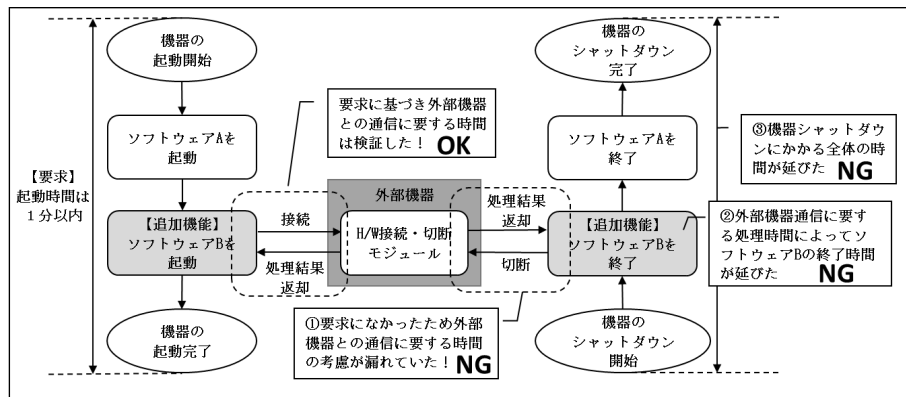 機器の
起動開始
ソフトウェアAを
起動
【要求】
起動時間は
1分以内
【追加機能】
ソフトウェアBを
起動
機器の
起動完了
要求に基づき外部機器
との通信に要する時間
は検証した! OK
接続
処理結果
返却
外部機器
H/W接続・切断
モジュール
処理結果
返却
切断
①要求になかったため外部
機器との通信に要する時間
の考慮が漏れていた! NG
機器の
シャットダウン
完了
ソフトウェアAを
終了
【追加機能】
ソフトウェアBを
終了
機器の
シャットダウン
開始
③機器シャットダウ
ンにかかる全体の時
間が延びた NG
②外部機器通信に要す
る処理時間によってソ
フトウェアBの終了時間
が延びた NG